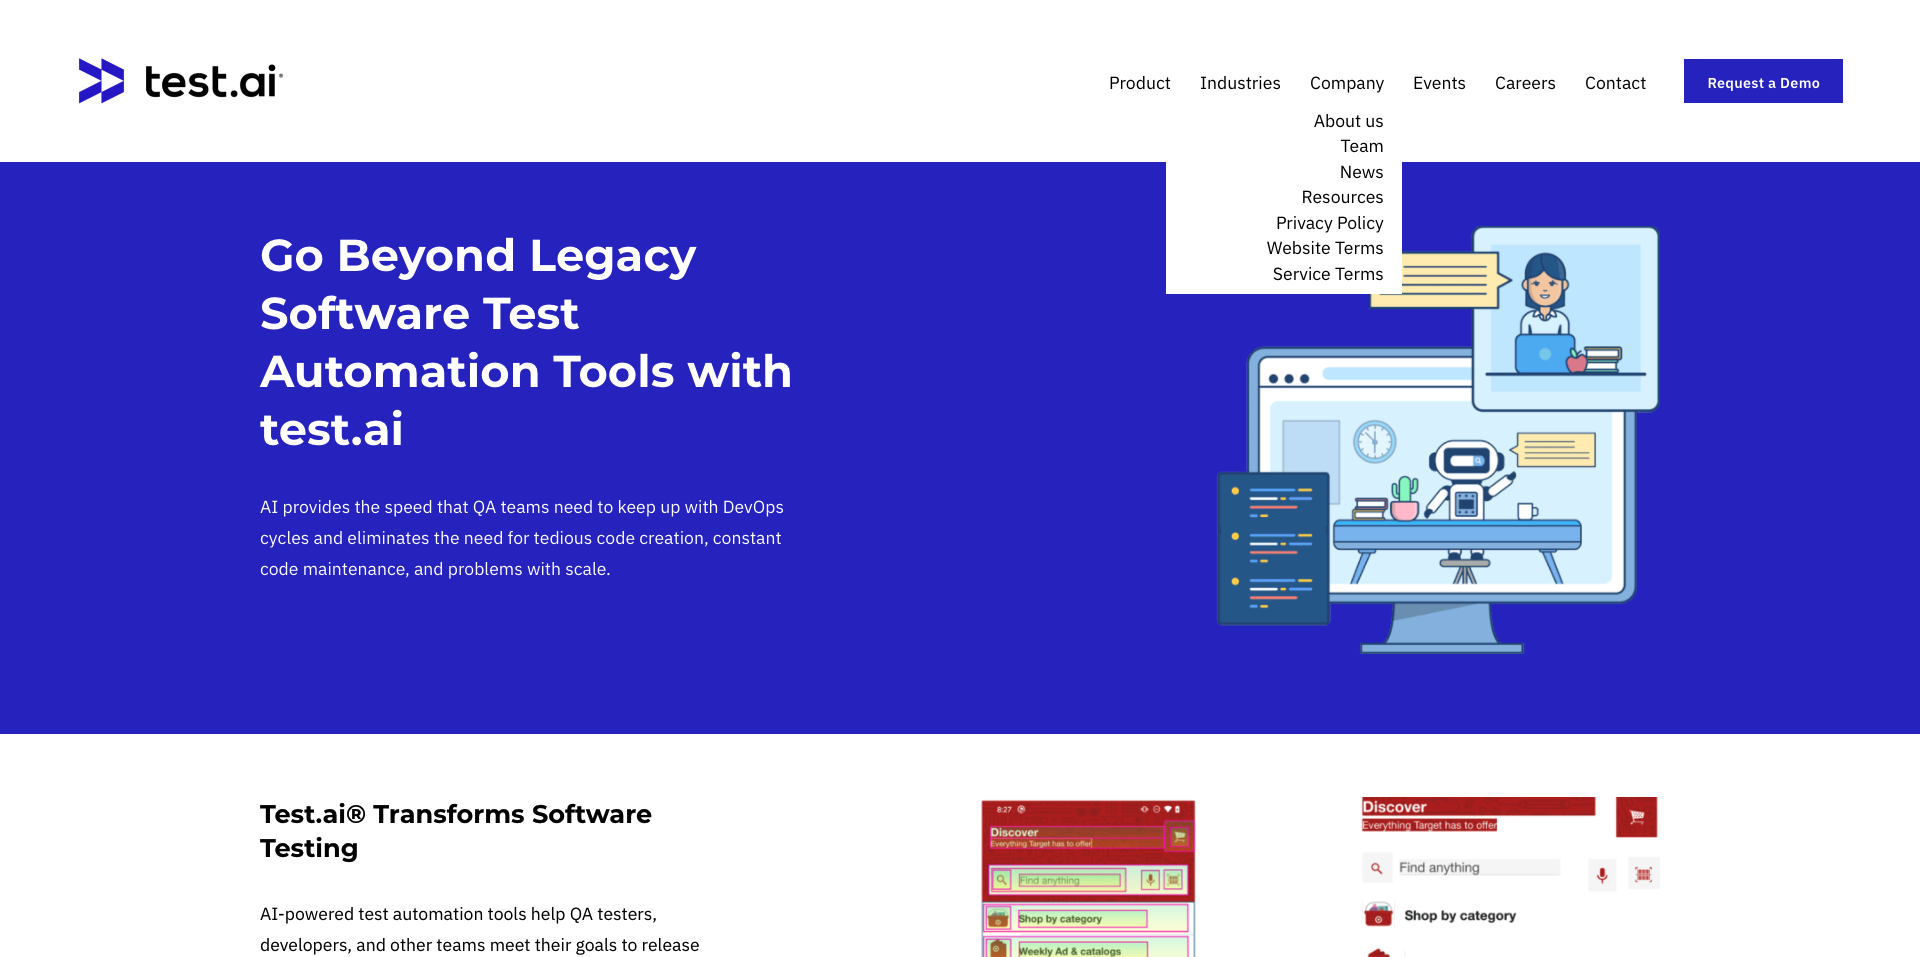 test.ai
Product Industries Company Events Careers Contact Request a Demo
About us
Team
News
Resources
Privacy Policy
Website Terms
Service Terms
Go Beyond Legacy
Software Test
Automation Tools with
test.ai
AI provides the speed that QA teams need to keep up with DevOps
cycles and eliminates the need for tedious code creation, constant
code maintenance, and problems with scale.
Test.ai® Transforms Software
Testing
AI-powered test automation tools help QA testers,
developers, and other teams meet their goals to release
8:27
Discover
Everything Target has to offer
Find anything
Shop by category
Weekly Ad & catalogs
Discover
Everything Target has to offer
Find anything
Shop by category